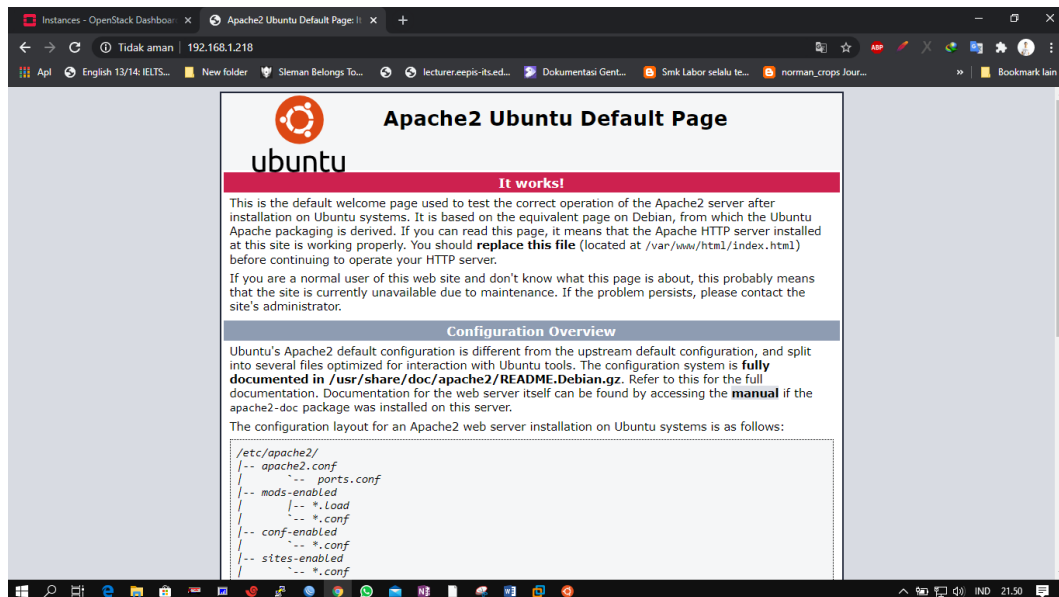 Instances - OpenStack Dashboar
Apache2 Ubuntu Default Page: It
Tidak aman
192.168.1.218
ABP
Apl
English 13/14: IELTS...
New folder
Sleman Belongs To...
lecturer.eepis-its.ed...
Dokumentasi Gent...
Smk Labor selalu te...
norman_crops Jour...
»
Bookmark lain
ubuntu
Apache2 Ubuntu Default Page
It works!
This is the default welcome page used to test the correct operation of the Apache2 server after
installation on Ubuntu systems. It is based on the equivalent page on Debian, from which the Ubuntu
Apache packaging is derived. If you can read this page, it means that the Apache HTTP server installed
at this site is working properly. You should replace this file (located at /var/www/html/index.html)
before continuing to operate your HTTP server.
If you are a normal user of this web site and don't know what this page is about, this probably means
that the site is currently unavailable due to maintenance. If the problem persists, please contact the
site's administrator.
Configuration Overview
Ubuntu's Apache2 default configuration is different from the upstream default configuration, and split
into several files optimized for interaction with Ubuntu tools. The configuration system is fully
documented in /usr/share/doc/apache2/README.Debian.gz. Refer to this for the full
documentation. Documentation for the web server itself can be found by accessing the manual if the
apache2-doc package was installed on this server.
The configuration layout for an Apache2 web server installation on Ubuntu systems is as follows:
/etc/apache2/
|-- apache2.conf
|       `--  ports.conf
|-- mods-enabled
|       |-- *.load
|       `-- *.conf
|-- conf-enabled
|       `-- *.conf
|-- sites-enabled
|       `-- *.conf
IND
21.50